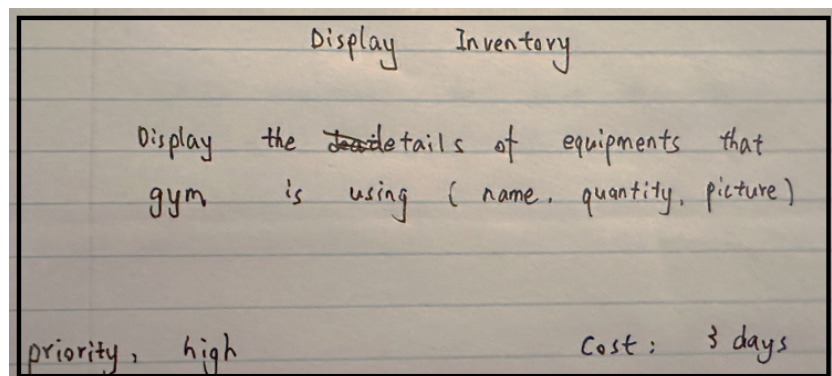 Display Inventory
Display the details of equipments that
gym is using ( name, quantity, picture )
priority, high
Cost: 3 days